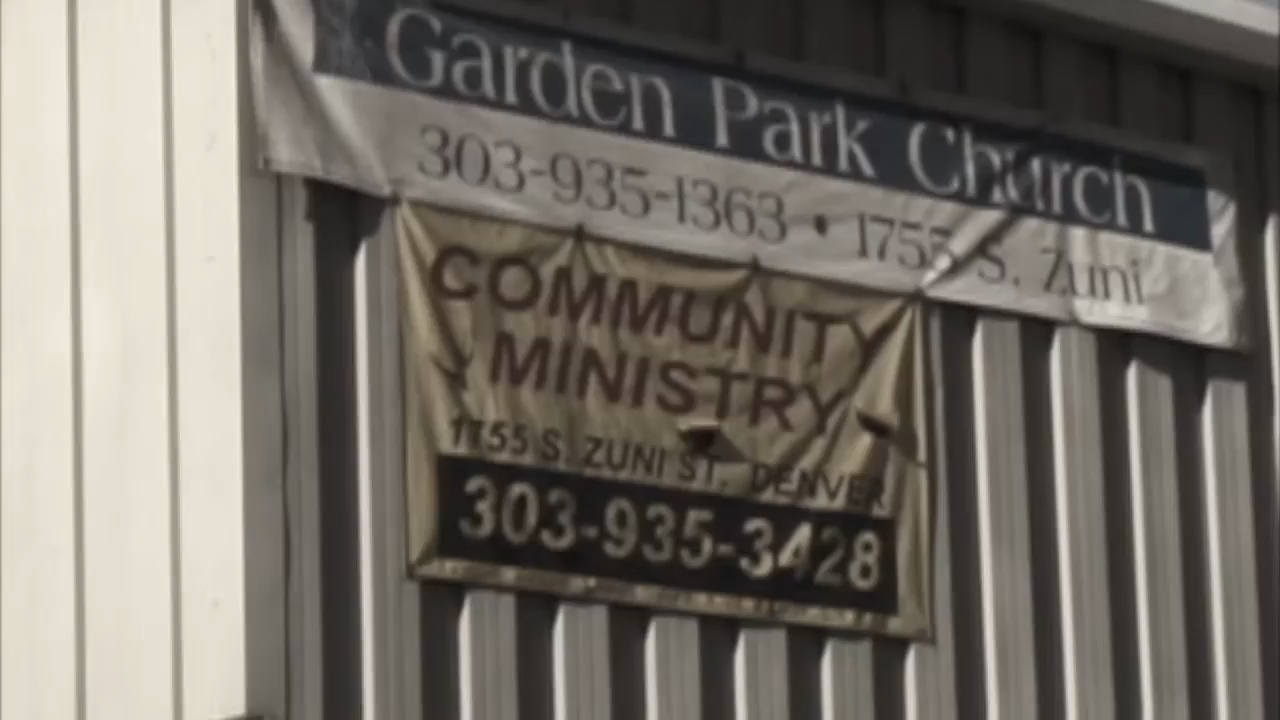 Garden Park Church
303-935-1363 • 1755 S. Zuni
COMMUNITY
MINISTRY
1755 S. ZUNI ST. DENVER
303-935-3428